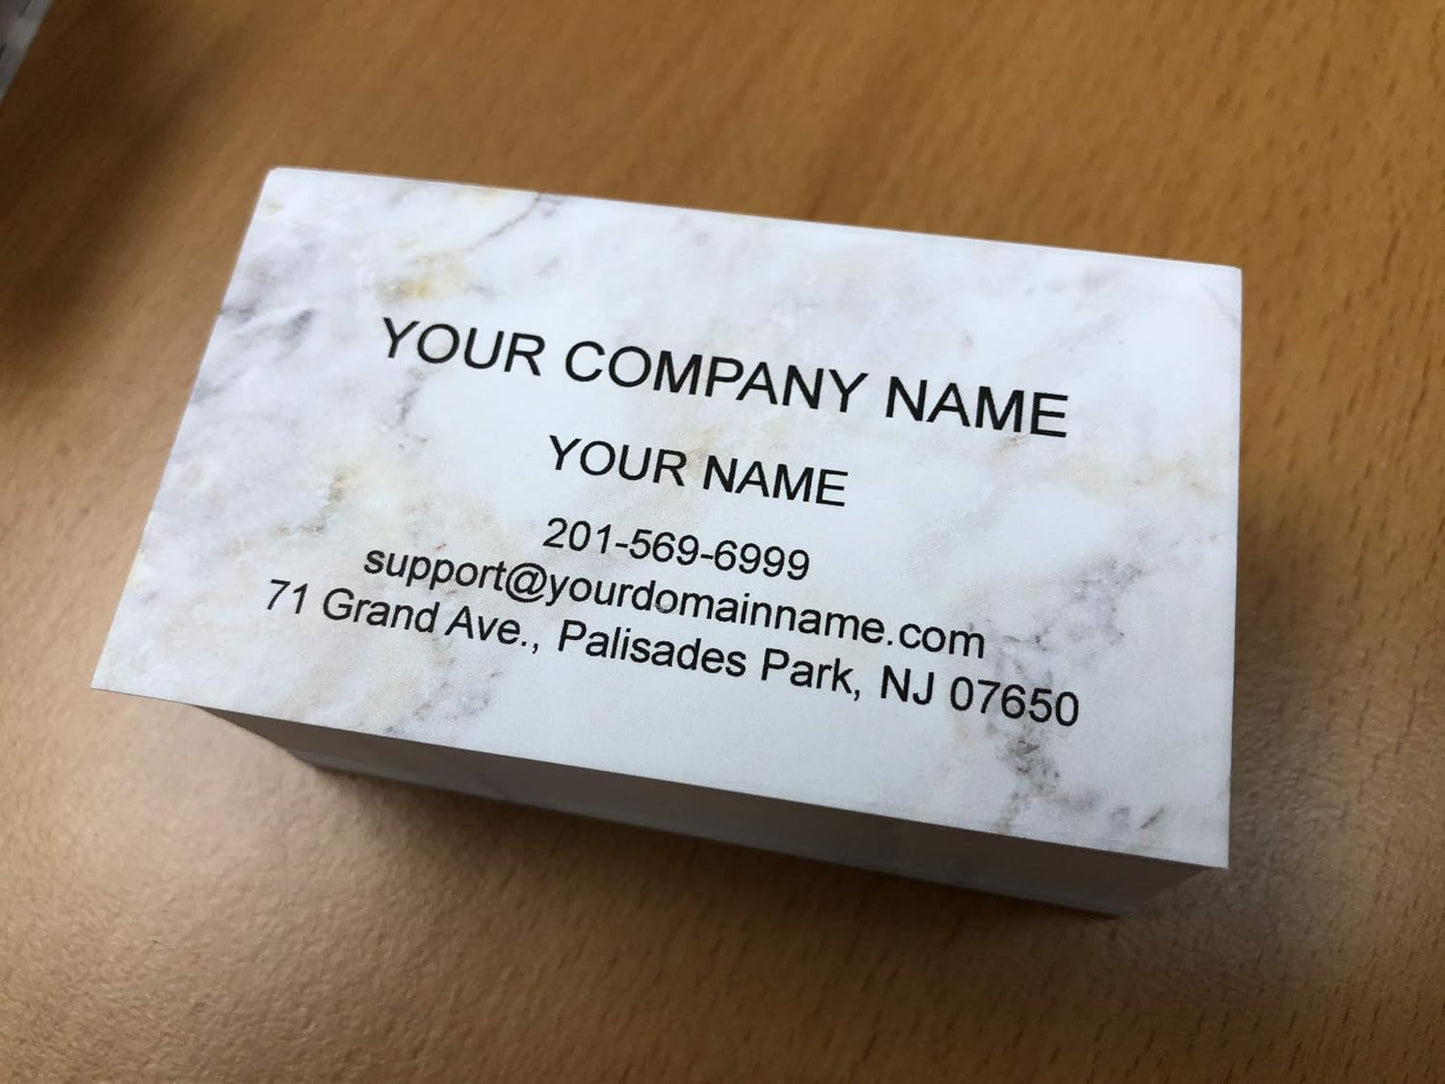 YOUR COMPANY NAME
YOUR NAME
201-569-6999
support@yourdomainname.com
71 Grand Ave., Palisades Park, NJ 07650